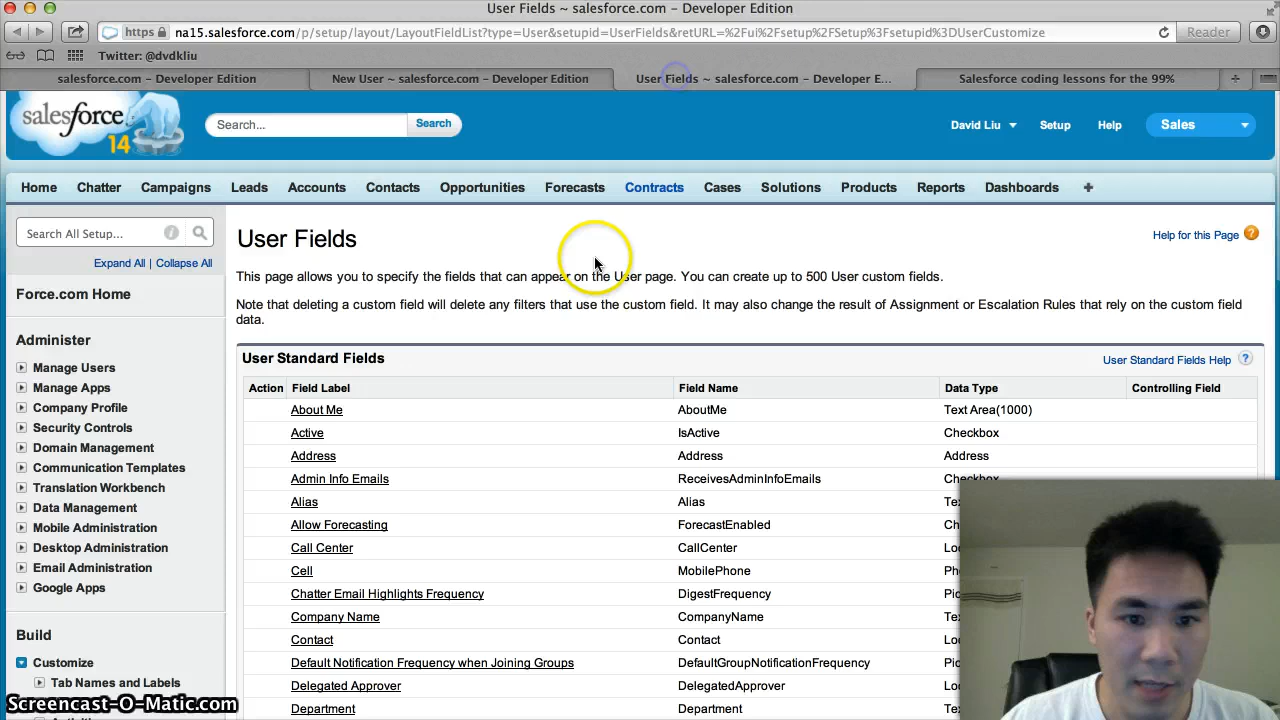 User Fields ~ salesforce.com – Developer Edition
https na15.salesforce.com/p/setup/layout/LayoutFieldList?type=User&setupid=UserFields&retURL=%2Fui%2Fsetup%2FSetup%3Fsetupid%3DUserCustomize Reader
Twitter: @dvdkliu
salesforce.com – Developer Edition New User ~ salesforce.com – Developer Edition User Fields ~ salesforce.com – Developer E... Salesforce coding lessons for the 99%
salesforce 14 Search... Search David Liu Setup Help Sales
Home Chatter Campaigns Leads Accounts Contacts Opportunities Forecasts Contracts Cases Solutions Products Reports Dashboards +
Search All Setup...
Expand All | Collapse All
Force.com Home
Administer
Manage Users
Manage Apps
Company Profile
Security Controls
Domain Management
Communication Templates
Translation Workbench
Data Management
Mobile Administration
Desktop Administration
Email Administration
Google Apps
Build
Customize
Tab Names and Labels
User Fields
Help for this Page ?
This page allows you to specify the fields that can appear on the User page. You can create up to 500 User custom fields.
Note that deleting a custom field will delete any filters that use the custom field. It may also change the result of Assignment or Escalation Rules that rely on the custom field
data.
User Standard Fields User Standard Fields Help ?
Action Field Label Field Name Data Type Controlling Field
About Me AboutMe Text Area(1000)
Active IsActive Checkbox
Address Address Address
Admin Info Emails ReceivesAdminInfoEmails Checkbox
Alias Alias Te
Allow Forecasting ForecastEnabled Ch
Call Center CallCenter Loo
Cell MobilePhone Pho
Chatter Email Highlights Frequency DigestFrequency Pic
Company Name CompanyName Te
Contact Contact Loo
Default Notification Frequency when Joining Groups DefaultGroupNotificationFrequency Pic
Delegated Approver DelegatedApprover Loo
Department Department Te
Screencast-O-Matic.com